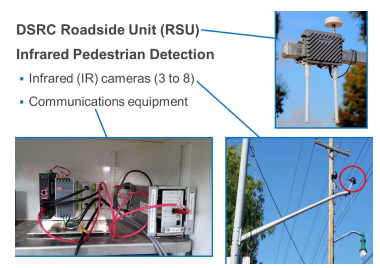 DSRC Roadside Unit (RSU)
Infrared Pedestrian Detection
▪ Infrared (IR) cameras (3 to 8)
▪ Communications equipment